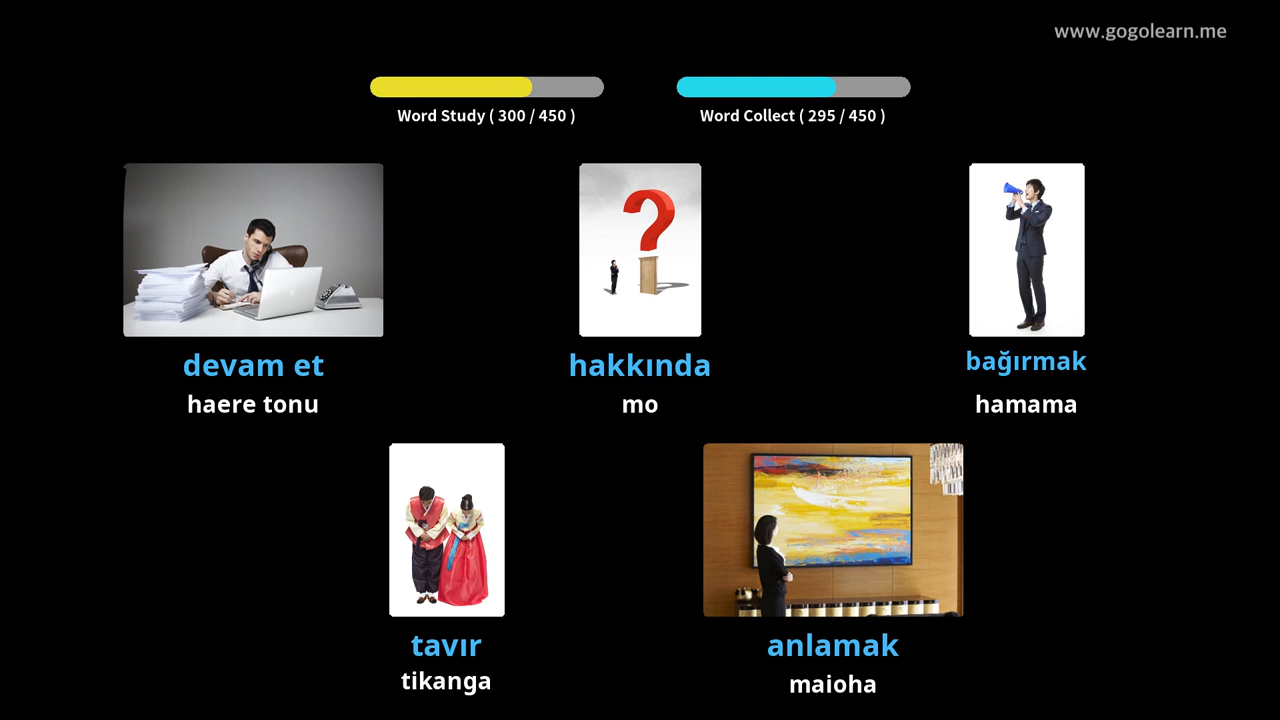 www.gogolearn.me
Word Study ( 300 / 450 )
Word Collect ( 295 / 450 )
devam et
haere tonu
hakkında
mo
bağırmak
hamama
tavır
tikanga
anlamak
maioha